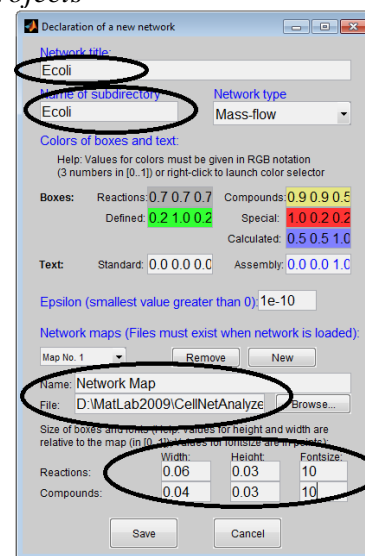 ojects
Declaration of a new network
Network title:
Ecoli
Name of subdirectory Network type
Ecoli Mass-flow
Colors of boxes and text:
Help: Values for colors must be given in RGB notation
(3 numbers in [0..1]) or right-click to launch color selector
Boxes: Reactions: 0.7 0.7 0.7 Compounds: 0.9 0.9 0.5
Defined: 0.2 1.0 0.2 Special: 1.0 0.2 0.2
Calculated: 0.5 0.5 1.0
Text: Standard: 0.0 0.0 0.0 Assembly: 0.0 0.0 1.0
Epsilon (smallest value greater than 0): 1e-10
Network maps (Files must exist when network is loaded):
Map No. 1 Remove New
Name: Network Map
File: D:\MatLab2009\CellNetAnalyze Browse...
Size of boxes and fonts (Help: Values for height and width are
relative to the map (in [0..1]); values for fontsize are in points):
Width: Height: Fontsize:
Reactions: 0.06 0.03 10
Compounds: 0.04 0.03 10
Save Cancel